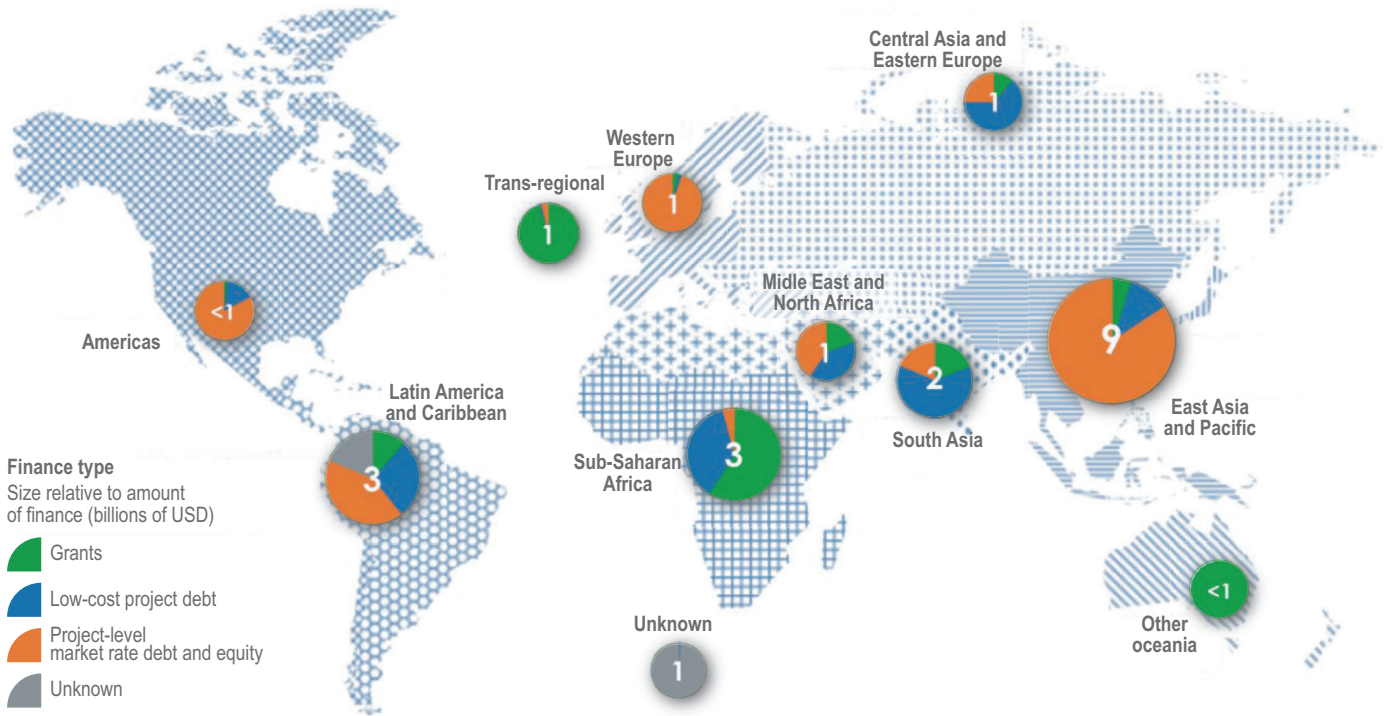 Central Asia and
Eastern Europe
1
Western
Europe
1
Trans-regional
1
Midle East and
North Africa
1
<1
Americas
9
East Asia
and Pacific
2
South Asia
Latin America
and Caribbean
3
Sub-Saharan
Africa
3
Finance type
Size relative to amount
of finance (billions of USD)
Grants
Low-cost project debt
Project-level
market rate debt and equity
Unknown
Unknown
1
<1
Other
oceania